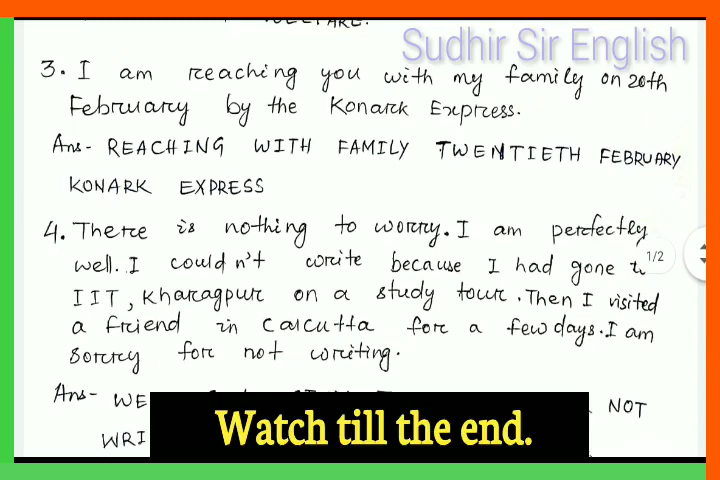 Sudhir Sir English
3. I am reaching you with my family on 20th
February by the Konark Express.
Ans- REACHING WITH FAMILY TWENTIETH FEBRUARY
KONARK EXPRESS
4. There is nothing to worry. I am perfectly
well. I couldn't write because I had gone
1/2
IIT, Kharagpur on a study tour. Then I visited
a friend in Calcutta for a few days. I am
sorry for not writing.
Ans- WE NOT
WRI
Watch till the end.